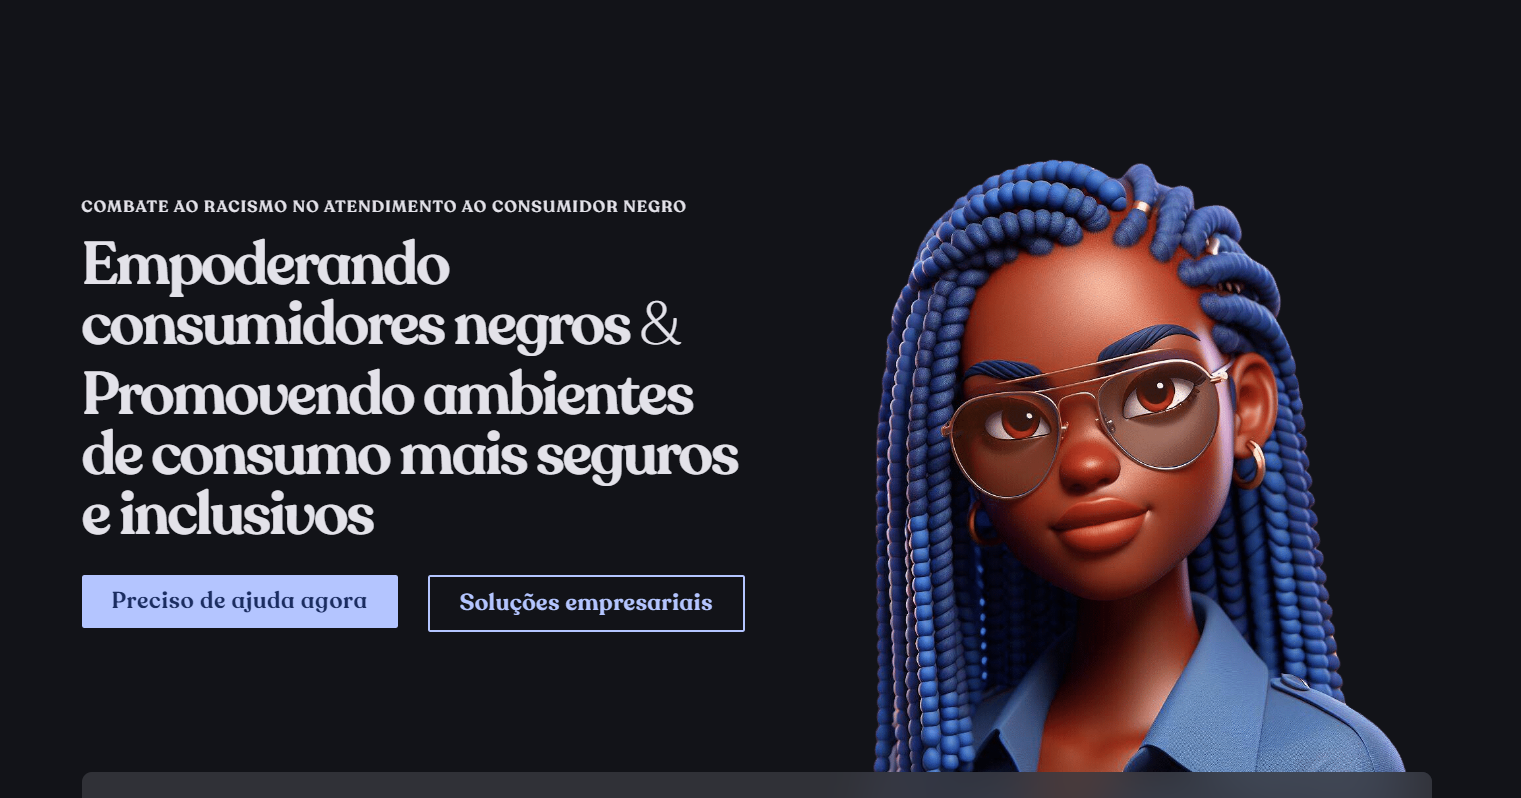 COMBATE AO RACISMO NO ATENDIMENTO AO CONSUMIDOR NEGRO
Empoderando
consumidores negros &
Promovendo ambientes
de consumo mais seguros
e inclusivos
Preciso de ajuda agora
Soluções empresariais